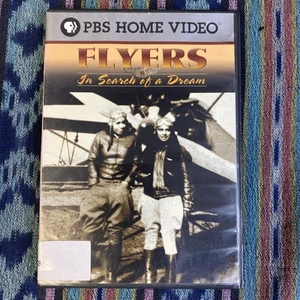 PBS HOME VIDEO
FLYERS
In Search of a Dream